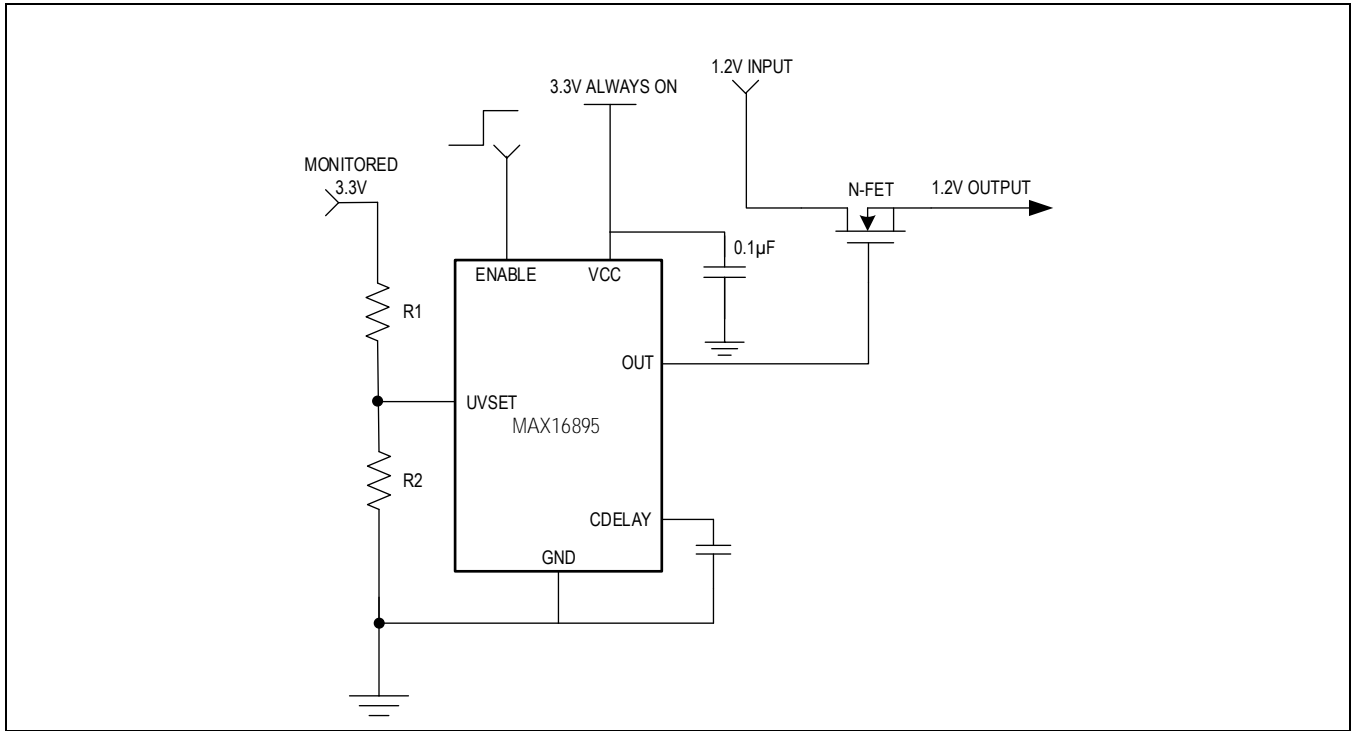 1.2V INPUT
3.3V ALWAYS ON
MONITORED
3.3V
N-FET
1.2V OUTPUT
0.1µF
ENABLE
VCC
R1
OUT
UVSET
MAX16895
R2
CDELAY
GND